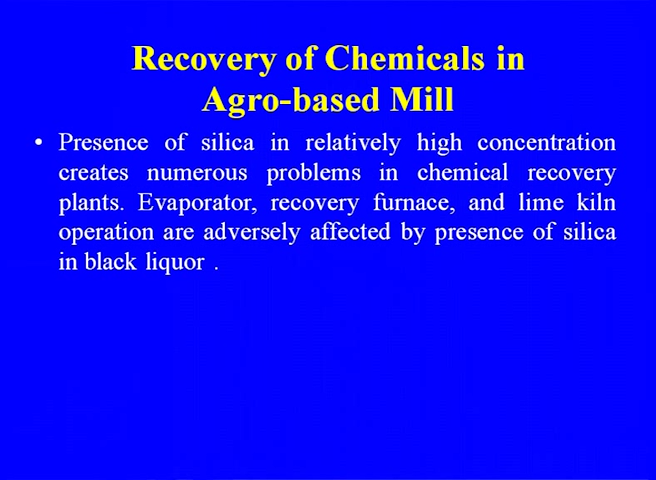 Recovery of Chemicals in
Agro-based Mill
• Presence of silica in relatively high concentration
creates numerous problems in chemical recovery
plants. Evaporator, recovery furnace, and lime kiln
operation are adversely affected by presence of silica
in black liquor .